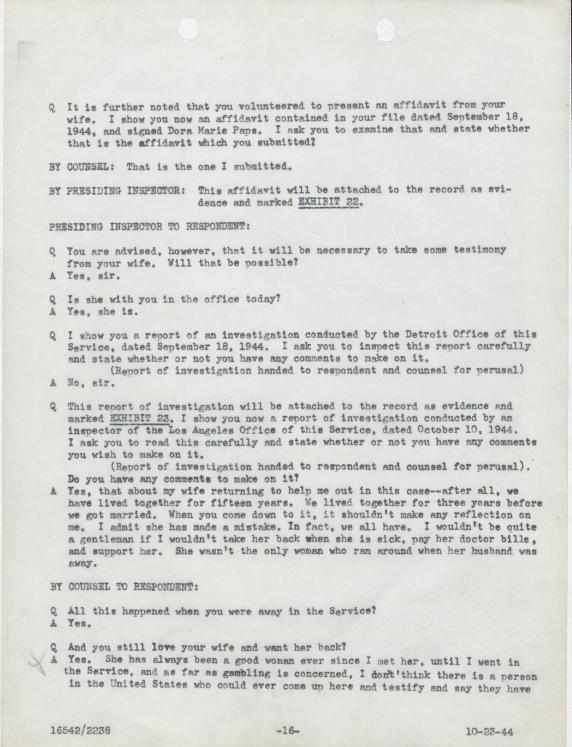 Q It is further noted that you volunteered to present an affidavit from your
wife. I show you now an affidavit contained in your file dated September 18,
1944, and signed Dora Marie Paps. I ask you to examine that and state whether
that is the affidavit which you submitted?
BY COUNSEL: That is the one I submitted.
BY PRESIDING INSPECTOR: This affidavit will be attached to the record as evi-
dence and marked EXHIBIT 22.
PRESIDING INSPECTOR TO RESPONDENT:
Q You are advised, however, that it will be necessary to take some testimony
from your wife. Will that be possible?
A Yes, sir.
Q Is she with you in the office today?
A Yes, she is.
Q I show you a report of an investigation conducted by the Detroit Office of this
Service, dated September 18, 1944. I ask you to inspect this report carefully
and state whether or not you have any comments to make on it.
(Report of investigation handed to respondent and counsel for perusal)
A No, sir.
Q This report of investigation will be attached to the record as evidence and
marked EXHIBIT 23. I show you now a report of investigation conducted by an
inspector of the Los Angeles Office of this Service, dated October 10, 1944.
I ask you to read this carefully and state whether or not you have any comments
you wish to make on it.
(Report of investigation handed to respondent and counsel for perusal).
Do you have any comments to make on it?
A Yes, that about my wife returning to help me out in this case--after all, we
have lived together for fifteen years. We lived together for three years before
we got married. When you come down to it, it shouldn't make any reflection on
me. I admit she has made a mistake. In fact, we all have. I wouldn't be quite
a gentleman if I wouldn't take her back when she is sick, pay her doctor bills,
and support her. She wasn't the only woman who ran around when her husband was
away.
BY COUNSEL TO RESPONDENT:
Q All this happened when you were away in the Service?
A Yes.
Q And you still love your wife and want her back?
A Yes. She has always been a good woman ever since I met her, until I went in
the Service, and as far as gambling is concerned, I don't think there is a person
in the United States who could ever come up here and testify and say they have
16542/2238 -16- 10-23-44